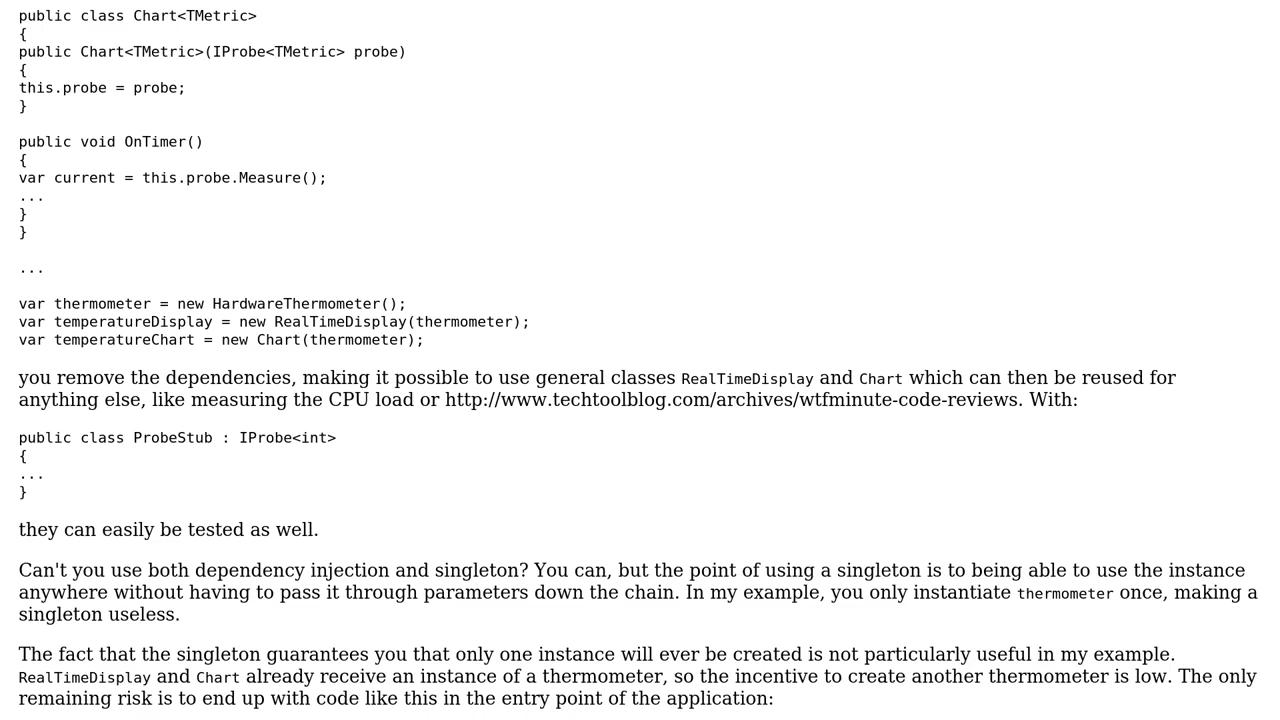 public class Chart<TMetric>
{
public Chart<TMetric>(IProbe<TMetric> probe)
{
this.probe = probe;
}
public void OnTimer()
{
var current = this.probe.Measure();
...
}
}
...
var thermometer = new HardwareThermometer();
var temperatureDisplay = new RealTimeDisplay(thermometer);
var temperatureChart = new Chart(thermometer);
you remove the dependencies, making it possible to use general classes RealTimeDisplay and Chart which can then be reused for
anything else, like measuring the CPU load or http://www.techtoolblog.com/archives/wtfminute-code-reviews. With:
public class ProbeStub : IProbe<int>
{
...
}
they can easily be tested as well.
Can't you use both dependency injection and singleton? You can, but the point of using a singleton is to being able to use the instance
anywhere without having to pass it through parameters down the chain. In my example, you only instantiate thermometer once, making a
singleton useless.
The fact that the singleton guarantees you that only one instance will ever be created is not particularly useful in my example.
RealTimeDisplay and Chart already receive an instance of a thermometer, so the incentive to create another thermometer is low. The only
remaining risk is to end up with code like this in the entry point of the application: